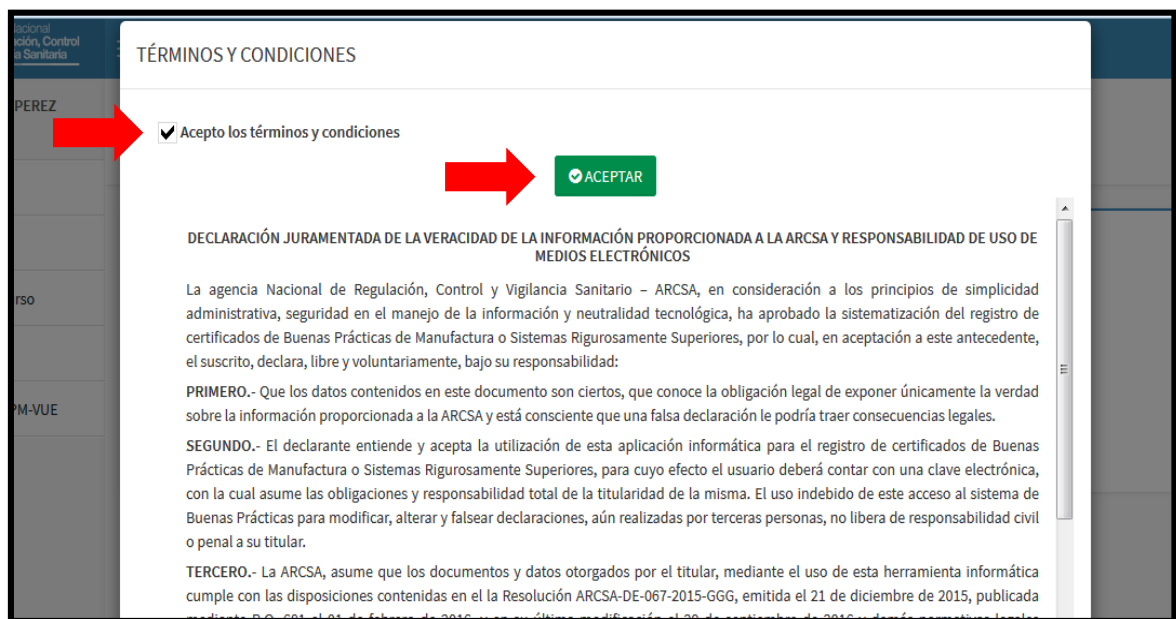 Nacional
ación, Control
ia Sanitaria
TÉRMINOS Y CONDICIONES
PEREZ
Acepto los términos y condiciones
ACEPTAR
DECLARACIÓN JURAMENTADA DE LA VERACIDAD DE LA INFORMACIÓN PROPORCIONADA A LA ARCSA Y RESPONSABILIDAD DE USO DE
MEDIOS ELECTRÓNICOS
La agencia Nacional de Regulación, Control y Vigilancia Sanitario – ARCSA, en consideración a los principios de simplicidad
rso
administrativa, seguridad en el manejo de la información y neutralidad tecnológica, ha aprobado la sistematización del registro de
certificados de Buenas Prácticas de Manufactura o Sistemas Rigurosamente Superiores, por lo cual, en aceptación a este antecedente,
el suscrito, declara, libre y voluntariamente, bajo su responsabilidad:
PRIMERO.- Que los datos contenidos en este documento son ciertos, que conoce la obligación legal de exponer únicamente la verdad
PM-VUE
sobre la información proporcionada a la ARCSA y está consciente que una falsa declaración le podría traer consecuencias legales.
SEGUNDO.- El declarante entiende y acepta la utilización de esta aplicación informática para el registro de certificados de Buenas
Prácticas de Manufactura o Sistemas Rigurosamente Superiores, para cuyo efecto el usuario deberá contar con una clave electrónica,
con la cual asume las obligaciones y responsabilidad total de la titularidad de la misma. El uso indebido de este acceso al sistema de
Buenas Prácticas para modificar, alterar y falsear declaraciones, aún realizadas por terceras personas, no libera de responsabilidad civil
o penal a su titular.
TERCERO.- La ARCSA, asume que los documentos y datos otorgados por el titular, mediante el uso de esta herramienta informática
cumple con las disposiciones contenidas en el la Resolución ARCSA-DE-067-2015-GGG, emitida el 21 de diciembre de 2015, publicada